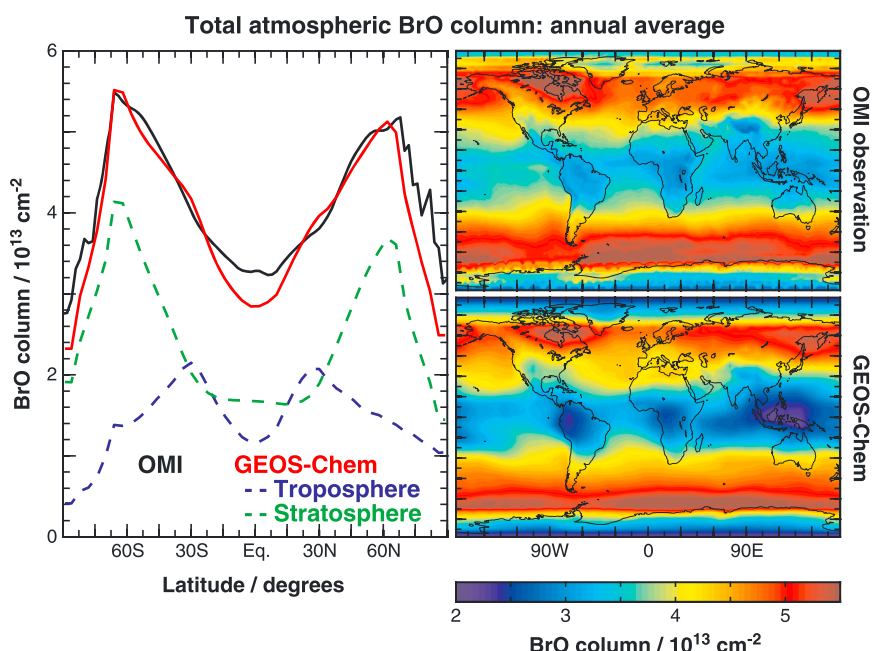 Total atmospheric BrO column: annual average
BrO column / 10¹³ cm⁻²
6
4
2
0
OMI
GEOS-Chem
Troposphere
Stratosphere
60S 30S Eq. 30N 60N
Latitude / degrees
OMI observation
GEOS-Chem
90W 0 90E
2 3 4 5
BrO column / 10¹³ cm⁻²